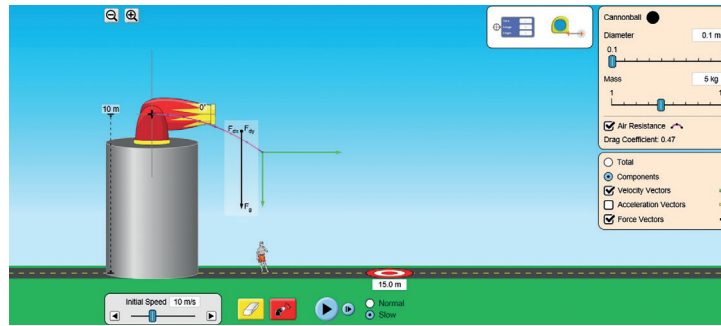 Cannonball
Diameter
0.1 m
0.1
Mass
5 kg
1
1
Air Resistance
Drag Coefficient: 0.47
Total
Components
Velocity Vectors
Acceleration Vectors
Force Vectors
10 m
0°
Fdx Fdy
Fg
15.0 m
Initial Speed 10 m/s
Normal
Slow